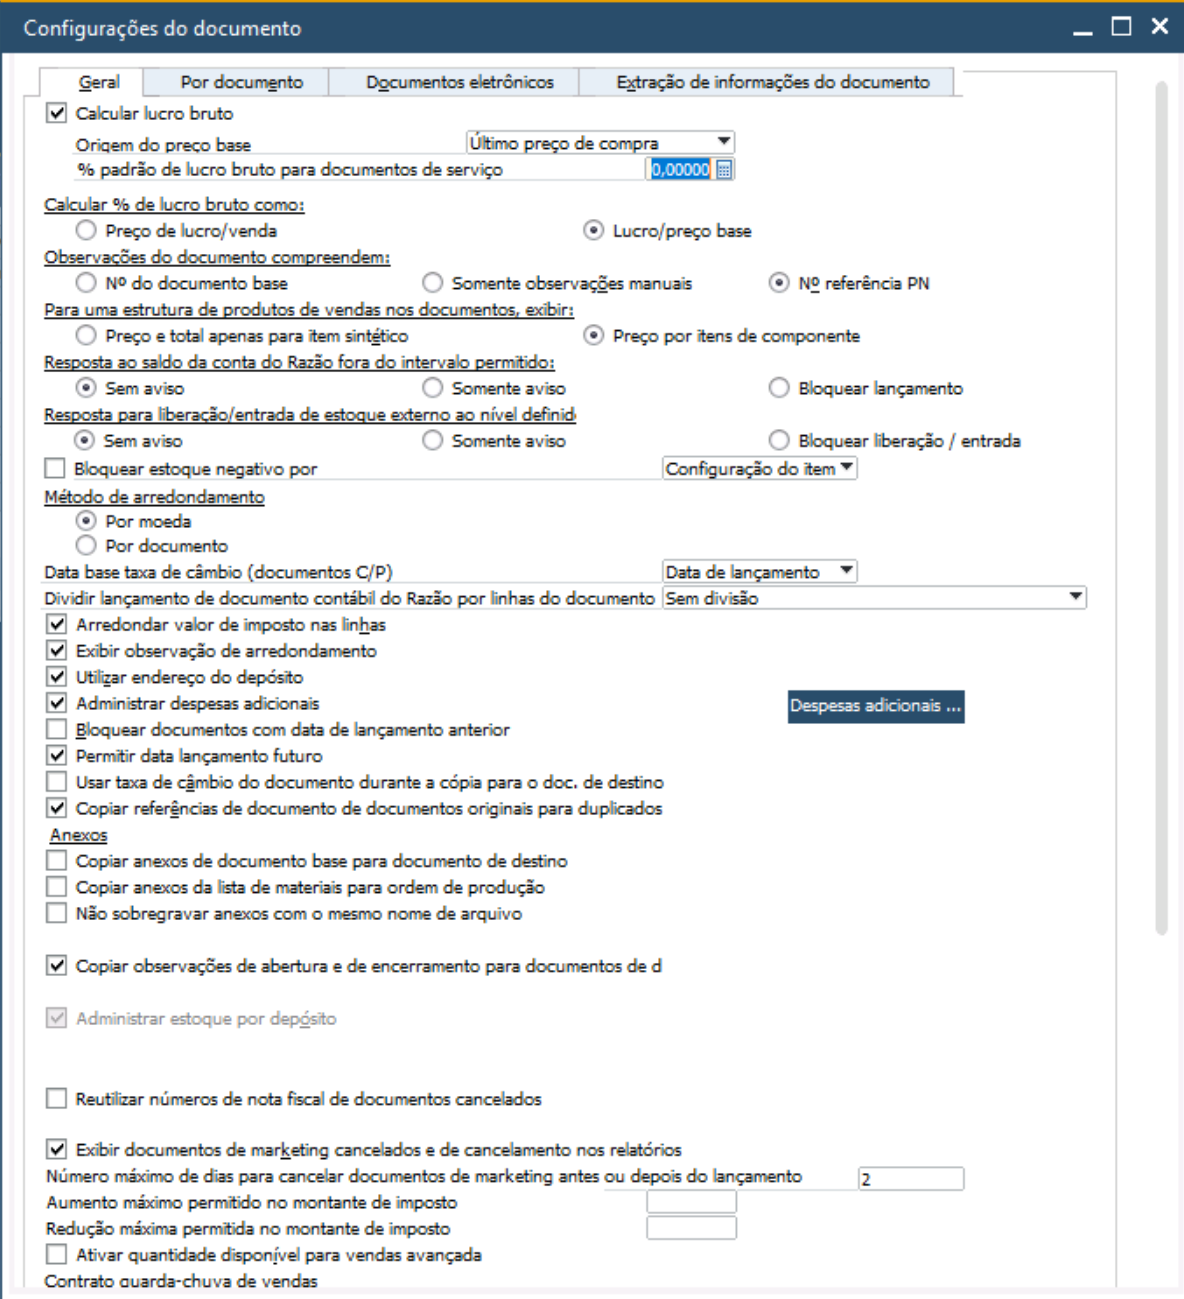 Configurações do documento
Geral
Por documento
Documentos eletrônicos
Extração de informações do documento
Calcular lucro bruto
Origem do preço base
Último preço de compra
% padrão de lucro bruto para documentos de serviço
0,00000
Calcular % de lucro bruto como:
Preço de lucro/venda
Lucro/preço base
Observações do documento compreendem:
Nº do documento base
Somente observações manuais
Nº referência PN
Para uma estrutura de produtos de vendas nos documentos, exibir:
Preço e total apenas para item sintético
Preço por itens de componente
Resposta ao saldo da conta do Razão fora do intervalo permitido:
Sem aviso
Somente aviso
Bloquear lançamento
Resposta para liberação/entrada de estoque externo ao nível definid
Sem aviso
Somente aviso
Bloquear liberação / entrada
Bloquear estoque negativo por
Configuração do item
Método de arredondamento
Por moeda
Por documento
Data base taxa de câmbio (documentos C/P)
Data de lançamento
Dividir lançamento de documento contábil do Razão por linhas do documento
Sem divisão
Arredondar valor de imposto nas linhas
Exibir observação de arredondamento
Utilizar endereço do depósito
Administrar despesas adicionais
Despesas adicionais ...
Bloquear documentos com data de lançamento anterior
Permitir data lançamento futuro
Usar taxa de câmbio do documento durante a cópia para o doc. de destino
Copiar referências de documento de documentos originais para duplicados
Anexos
Copiar anexos de documento base para documento de destino
Copiar anexos da lista de materiais para ordem de produção
Não sobregravar anexos com o mesmo nome de arquivo
Copiar observações de abertura e de encerramento para documentos de d
Administrar estoque por depósito
Reutilizar números de nota fiscal de documentos cancelados
Exibir documentos de marketing cancelados e de cancelamento nos relatórios
Número máximo de dias para cancelar documentos de marketing antes ou depois do lançamento
2
Aumento máximo permitido no montante de imposto
Redução máxima permitida no montante de imposto
Ativar quantidade disponível para vendas avançada
Contrato guarda-chuva de vendas